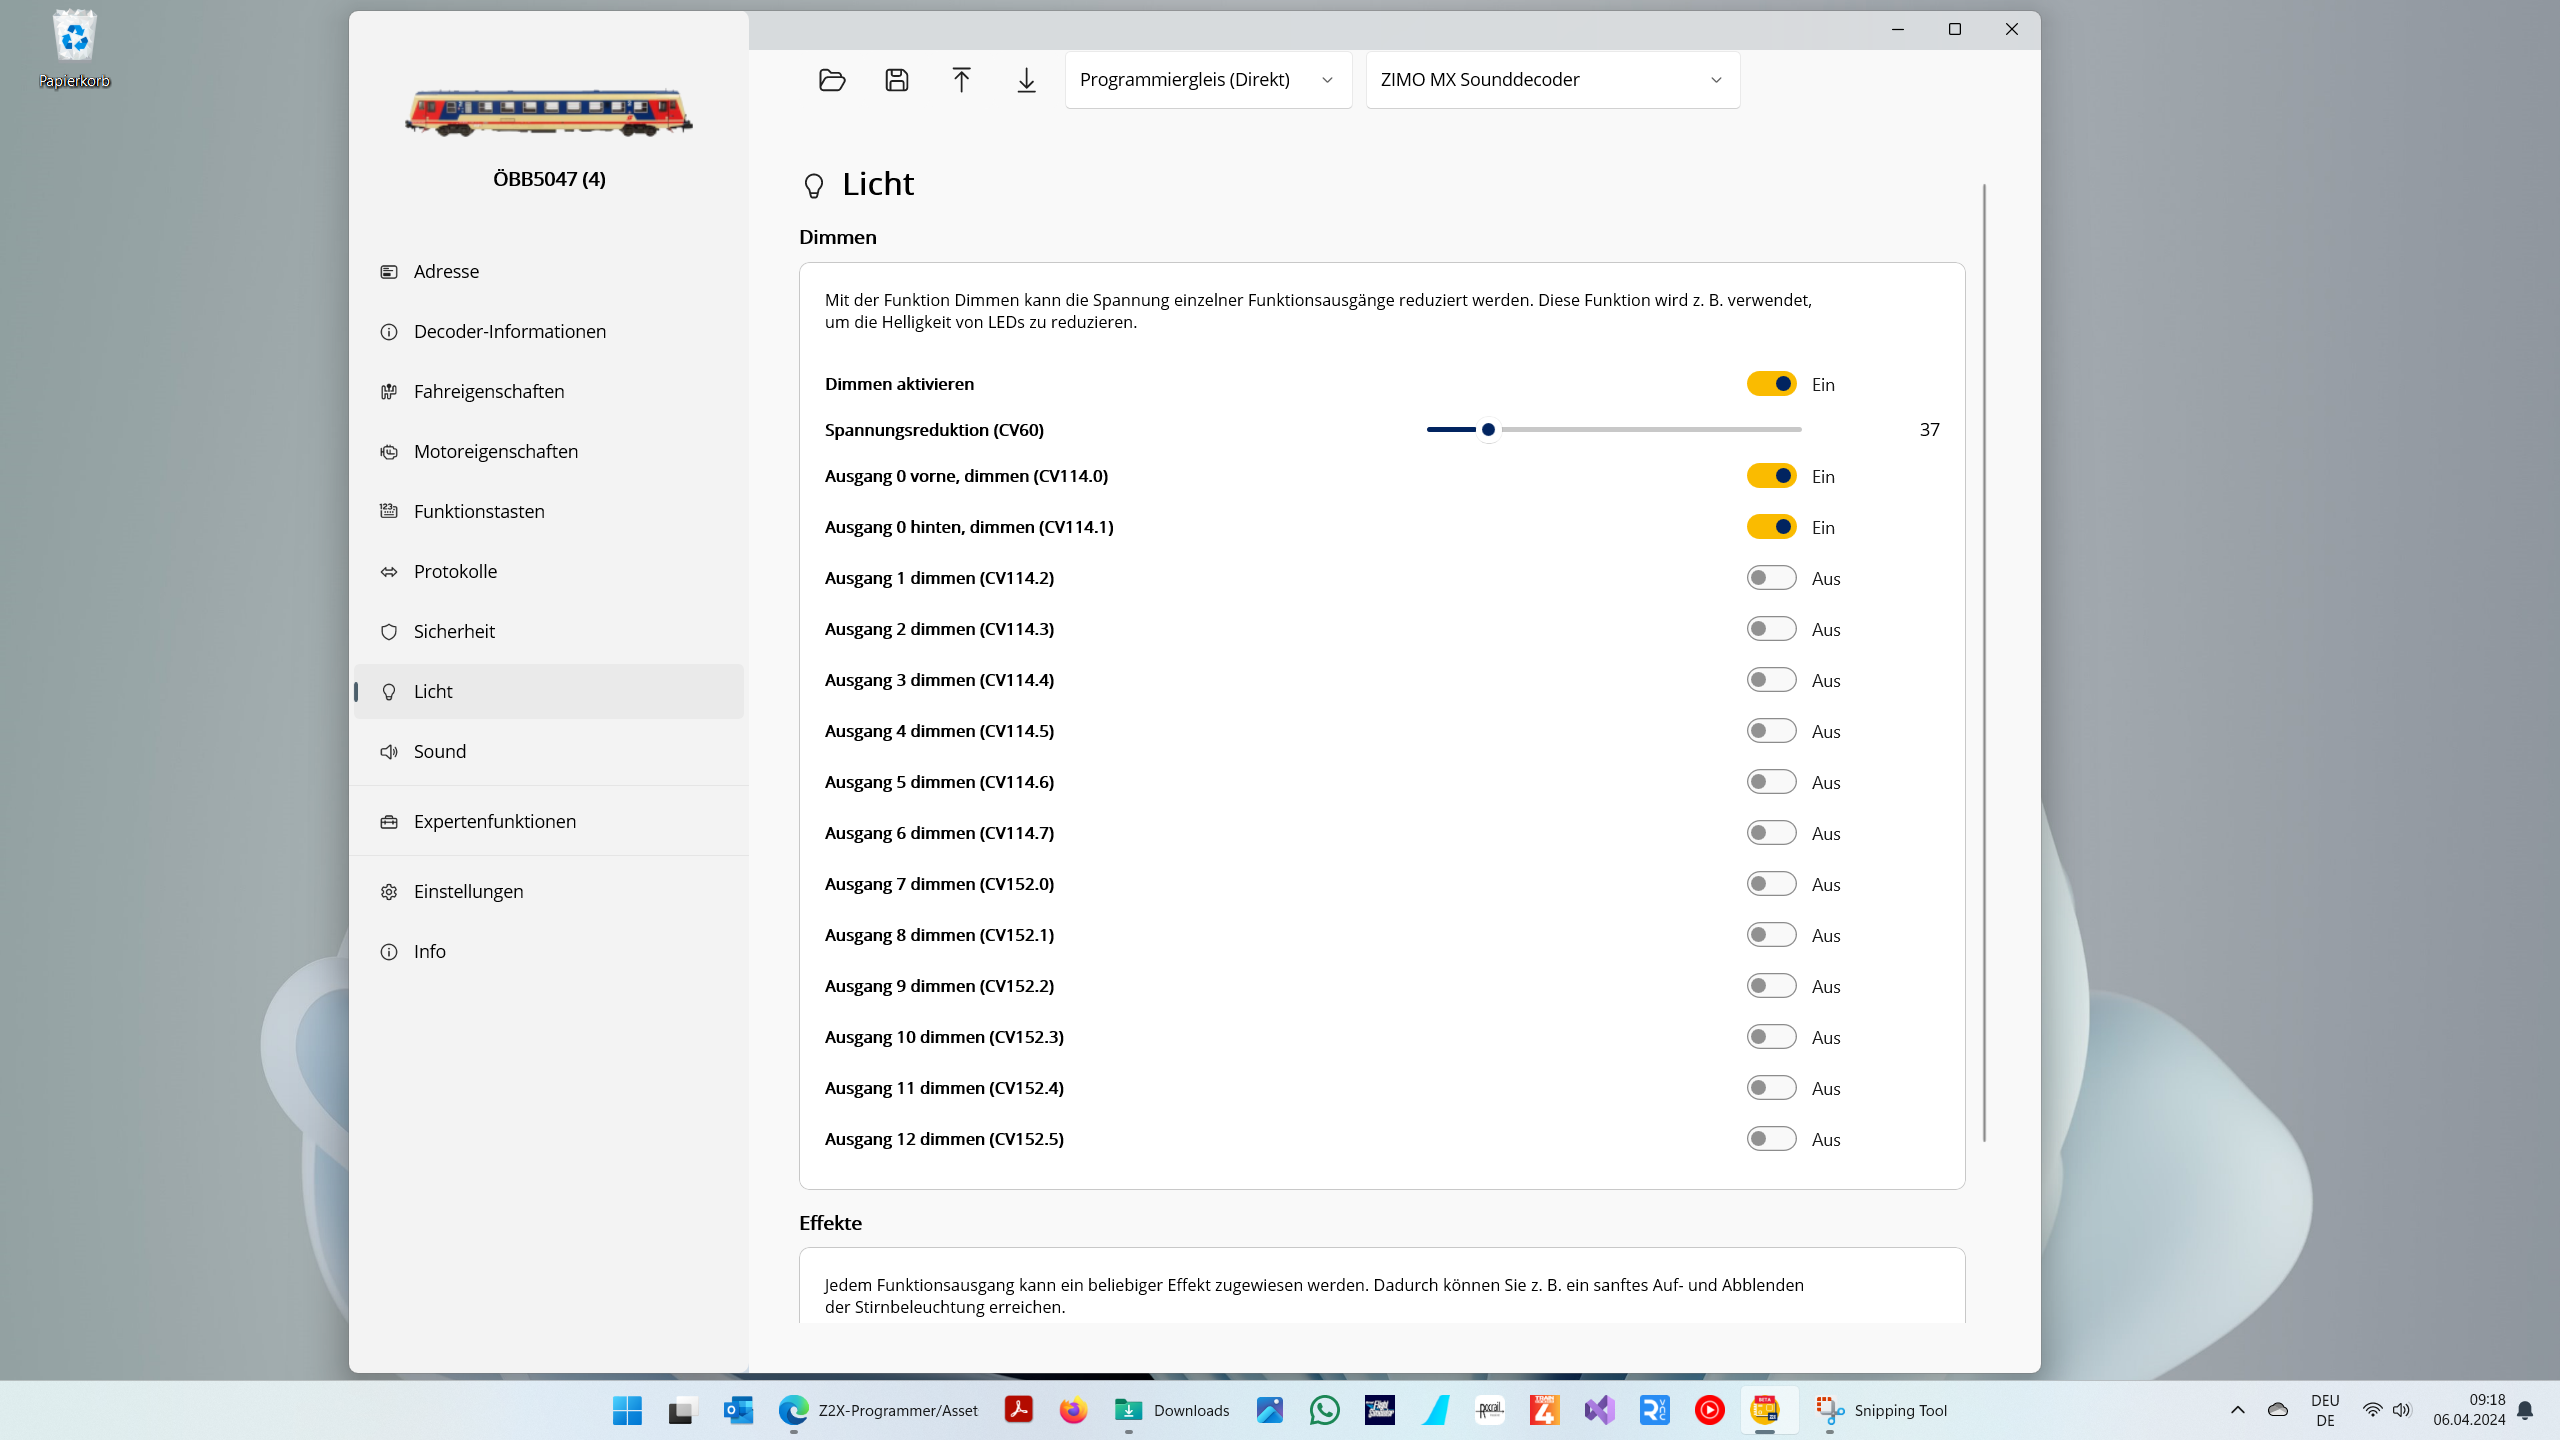 Papierkorb
ÖBB5047 (4)
Adresse
Decoder-Informationen
Fahreigenschaften
Motoreigenschaften
Funktionstasten
Protokolle
Sicherheit
Licht
Sound
Expertenfunktionen
Einstellungen
Info
Programmiergleis (Direkt)
ZIMO MX Sounddecoder
Licht
Dimmen
Mit der Funktion Dimmen kann die Spannung einzelner Funktionsausgänge reduziert werden. Diese Funktion wird z. B. verwendet,
um die Helligkeit von LEDs zu reduzieren.
Dimmen aktivieren Ein
Spannungsreduktion (CV60) 37
Ausgang 0 vorne, dimmen (CV114.0) Ein
Ausgang 0 hinten, dimmen (CV114.1) Ein
Ausgang 1 dimmen (CV114.2) Aus
Ausgang 2 dimmen (CV114.3) Aus
Ausgang 3 dimmen (CV114.4) Aus
Ausgang 4 dimmen (CV114.5) Aus
Ausgang 5 dimmen (CV114.6) Aus
Ausgang 6 dimmen (CV114.7) Aus
Ausgang 7 dimmen (CV152.0) Aus
Ausgang 8 dimmen (CV152.1) Aus
Ausgang 9 dimmen (CV152.2) Aus
Ausgang 10 dimmen (CV152.3) Aus
Ausgang 11 dimmen (CV152.4) Aus
Ausgang 12 dimmen (CV152.5) Aus
Effekte
Jedem Funktionsausgang kann ein beliebiger Effekt zugewiesen werden. Dadurch können Sie z. B. ein sanftes Auf- und Abblenden
der Stirnbeleuchtung erreichen.
Z2X-Programmer/Asset
Downloads
Snipping Tool
DEU
DE
09:18
06.04.2024